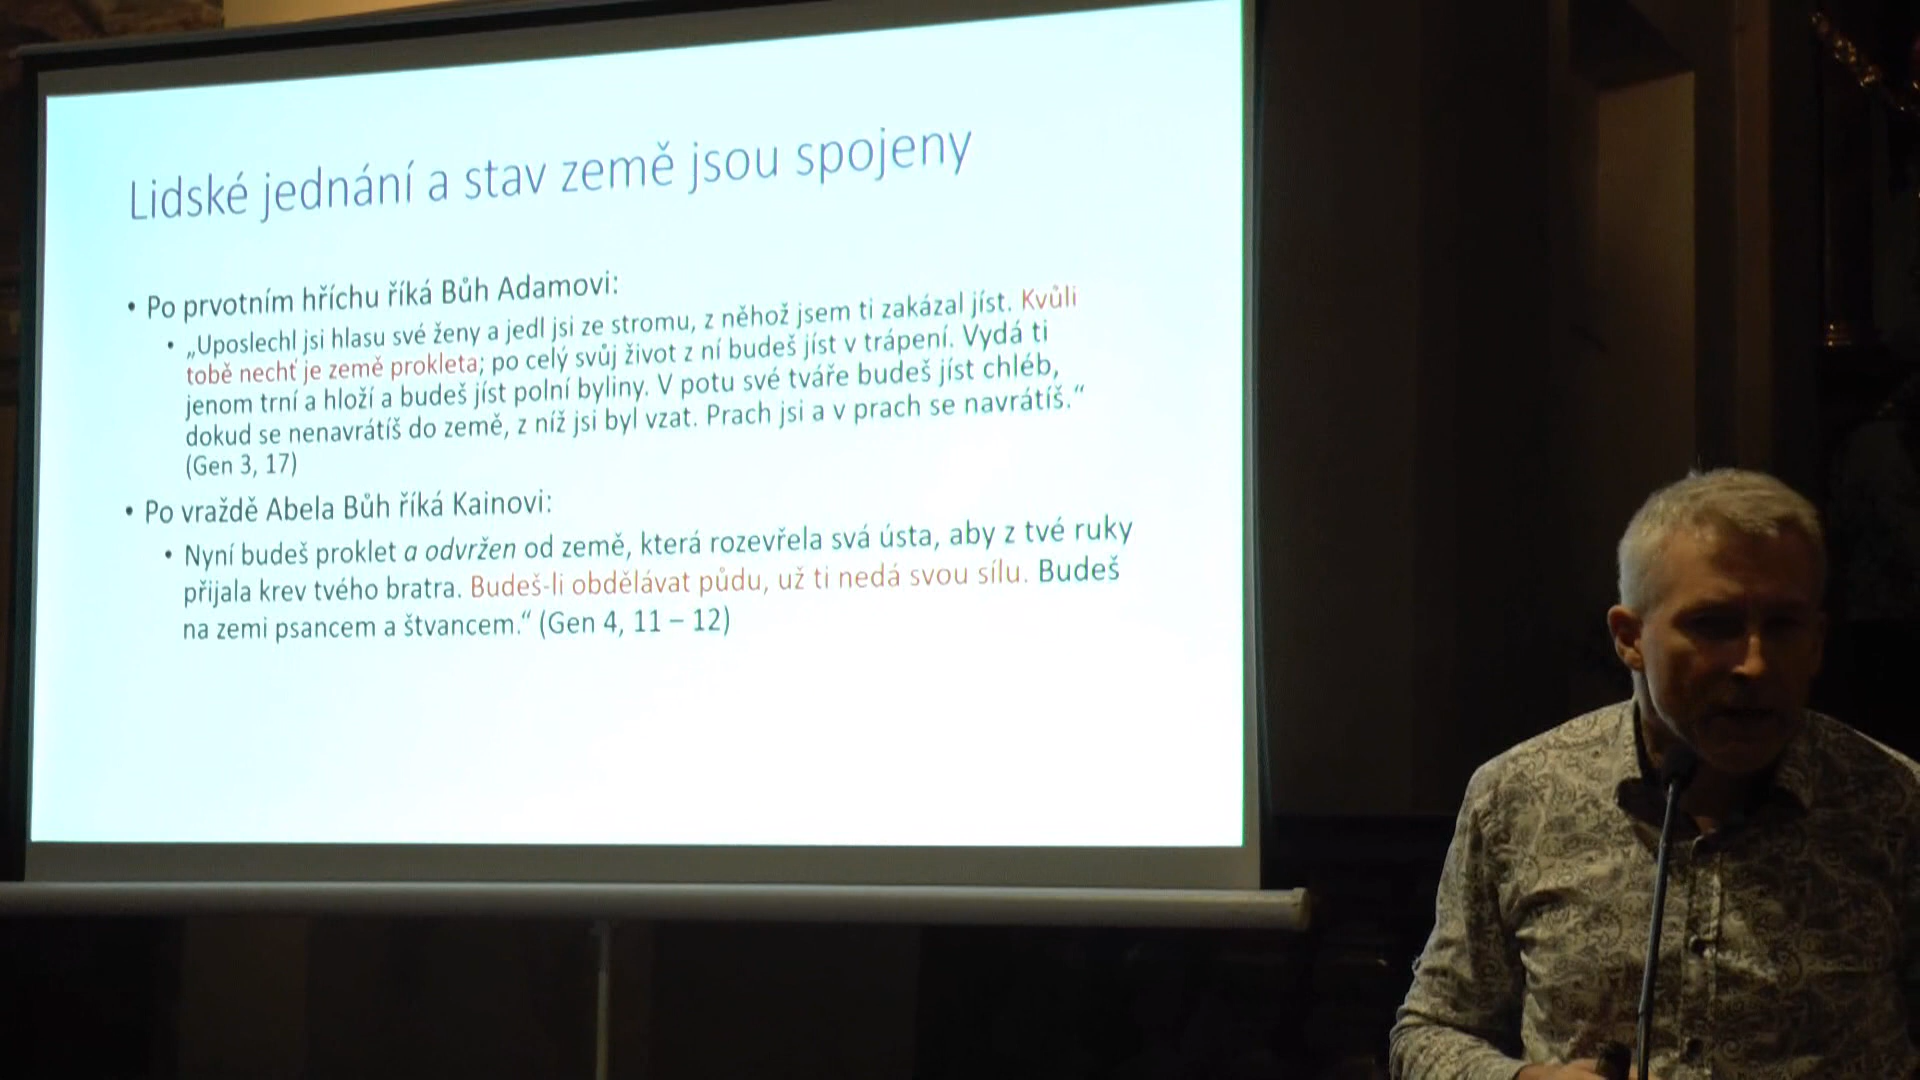 Lidské jednání a stav země jsou spojeny
• Po prvotním hříchu říká Bůh Adamovi:
• „Uposlechl jsi hlasu své ženy a jedl jsi ze stromu, z něhož jsem ti zakázal jíst. Kvůli
tobě nechť je země prokleta; po celý svůj život z ní budeš jíst v trápení. Vydá ti
jenom trní a hloží a budeš jíst polní byliny. V potu své tváře budeš jíst chléb,
dokud se nenavrátíš do země, z níž jsi byl vzat. Prach jsi a v prach se navrátíš.“
(Gen 3, 17)
• Po vraždě Abela Bůh říká Kainovi:
• Nyní budeš proklet a odvržen od země, která rozevřela svá ústa, aby z tvé ruky
přijala krev tvého bratra. Budeš-li obdělávat půdu, už ti nedá svou sílu. Budeš
na zemi psancem a štvancem.“ (Gen 4, 11 – 12)